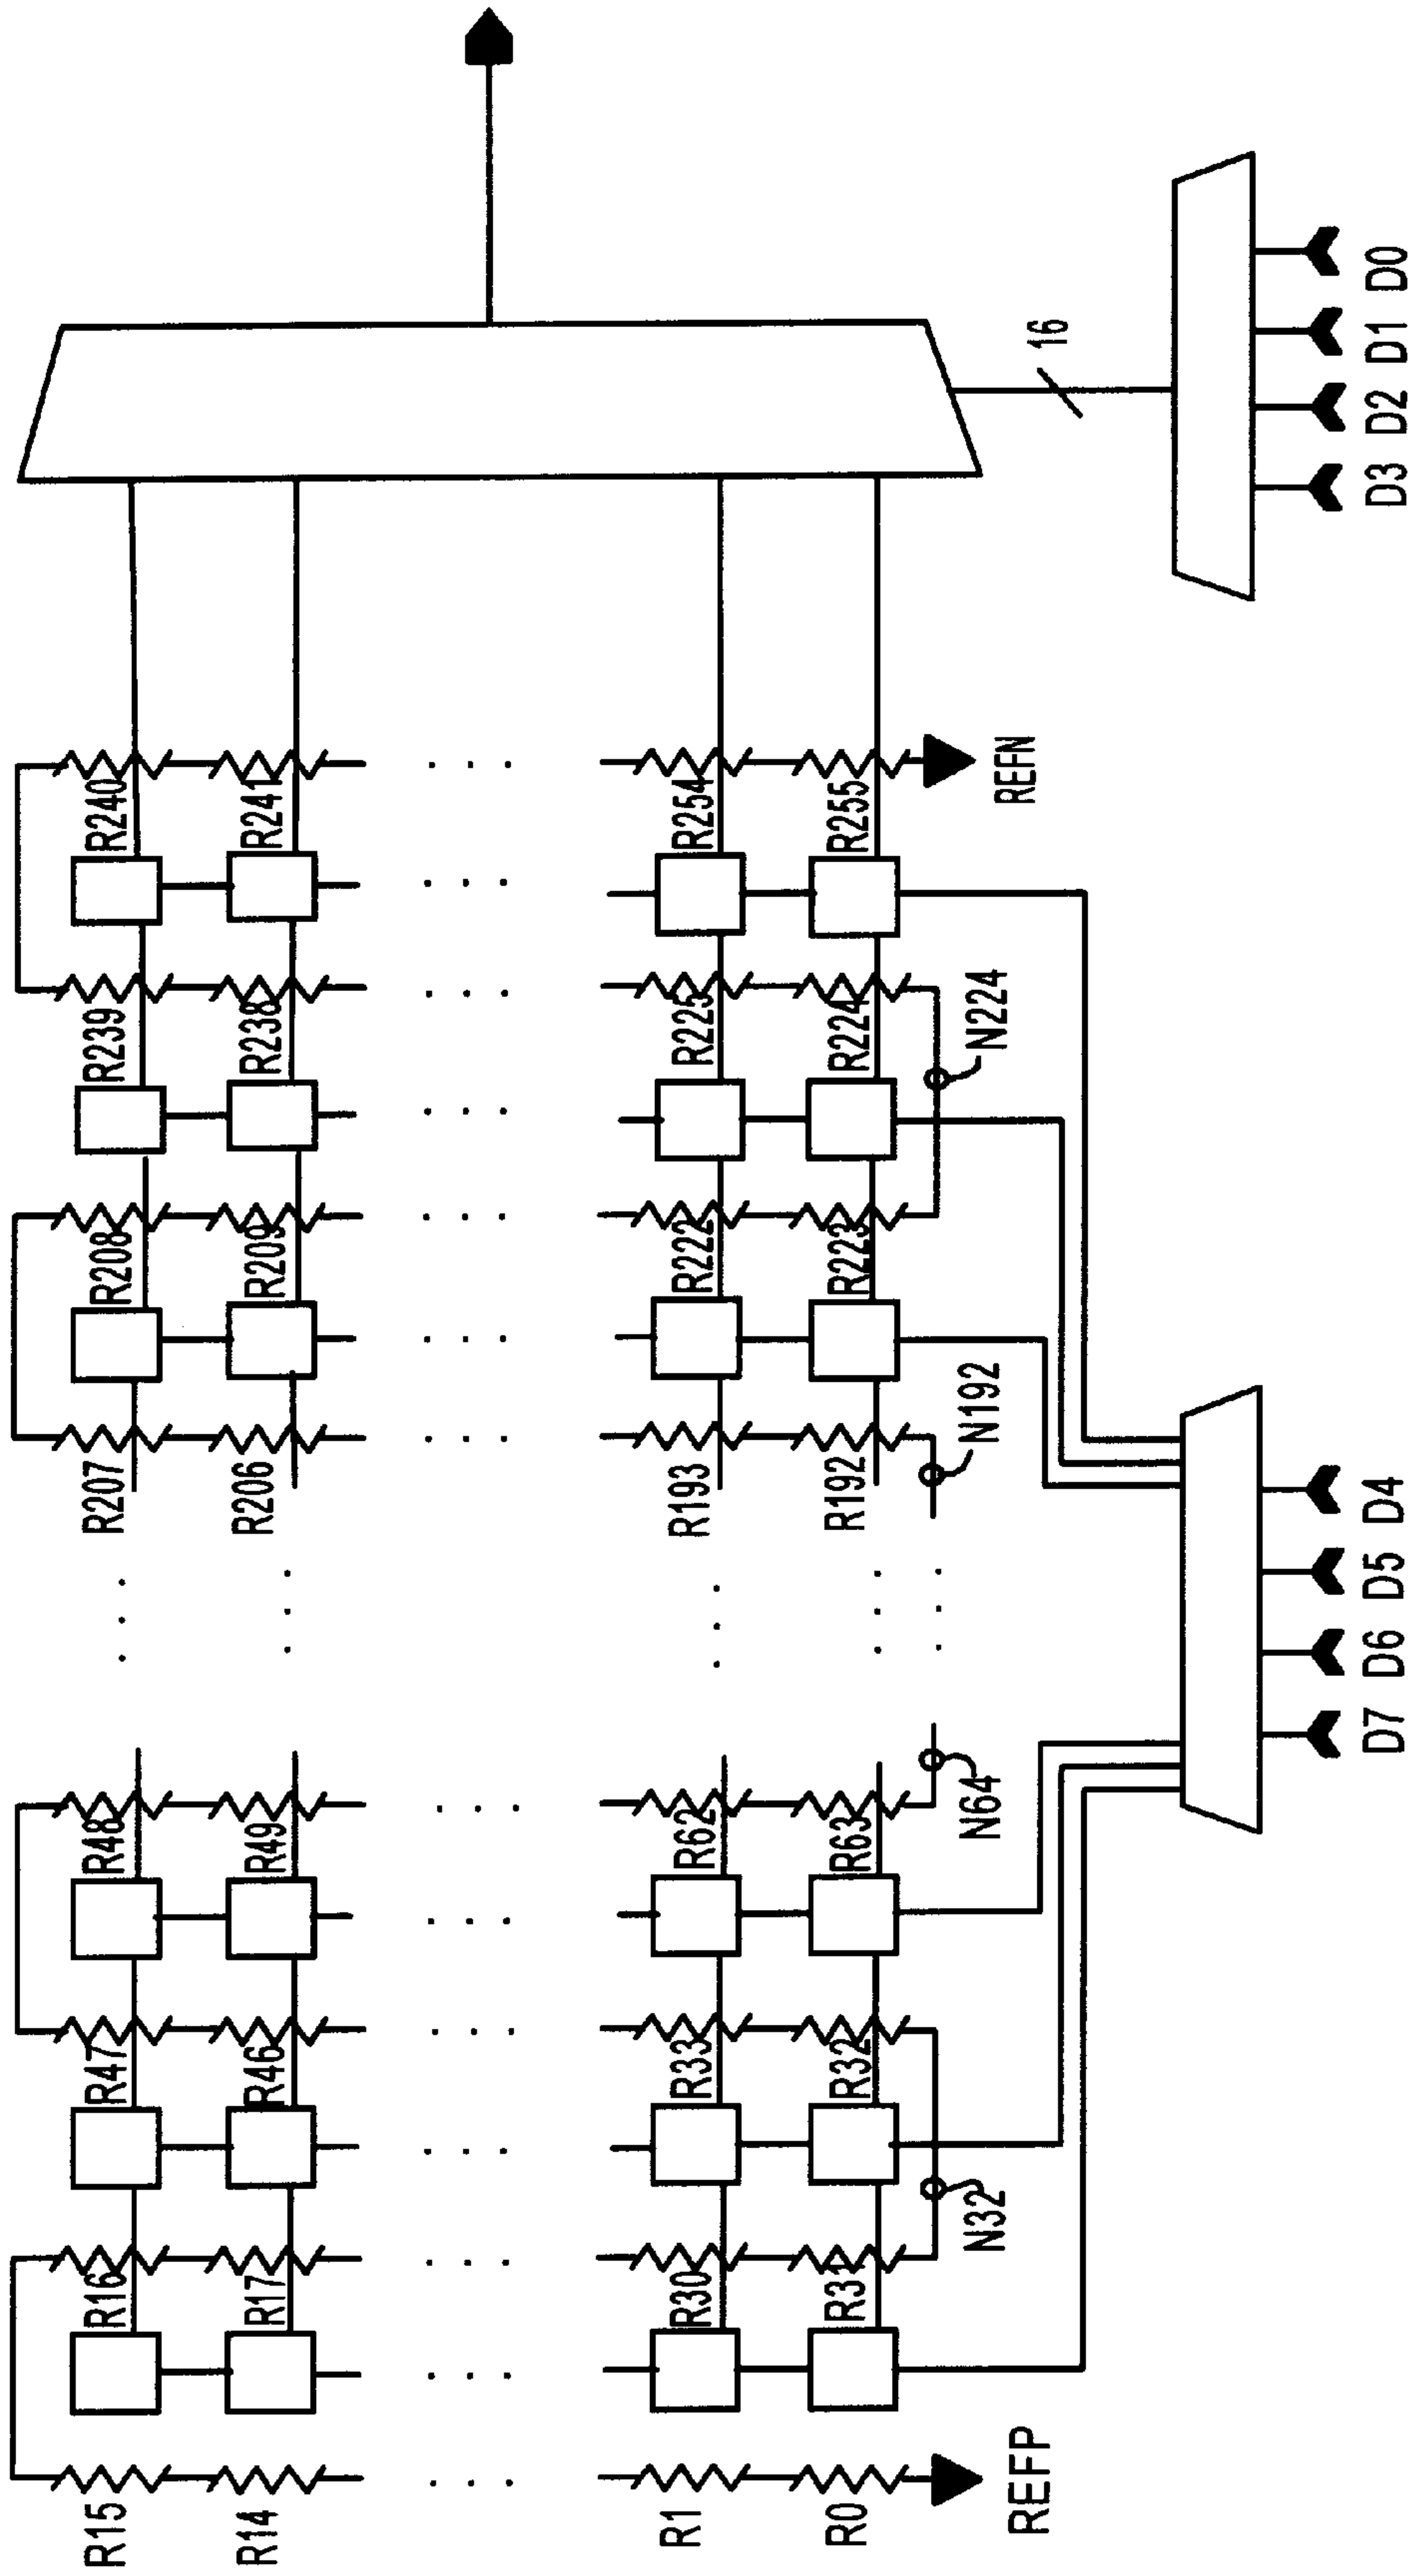 R15 R16 R47 R48 R207 R208 R239 R240
R14 R17 R46 R49 R206 R209 R238 R241
R1 R30 R33 R62 R193 R222 R225 R254
R0 R31 R32 R63 R192 R223 R224 R255
REFP N32 N64 N192 N224 REFN 16
D7 D6 D5 D4 D3 D2 D1 D0